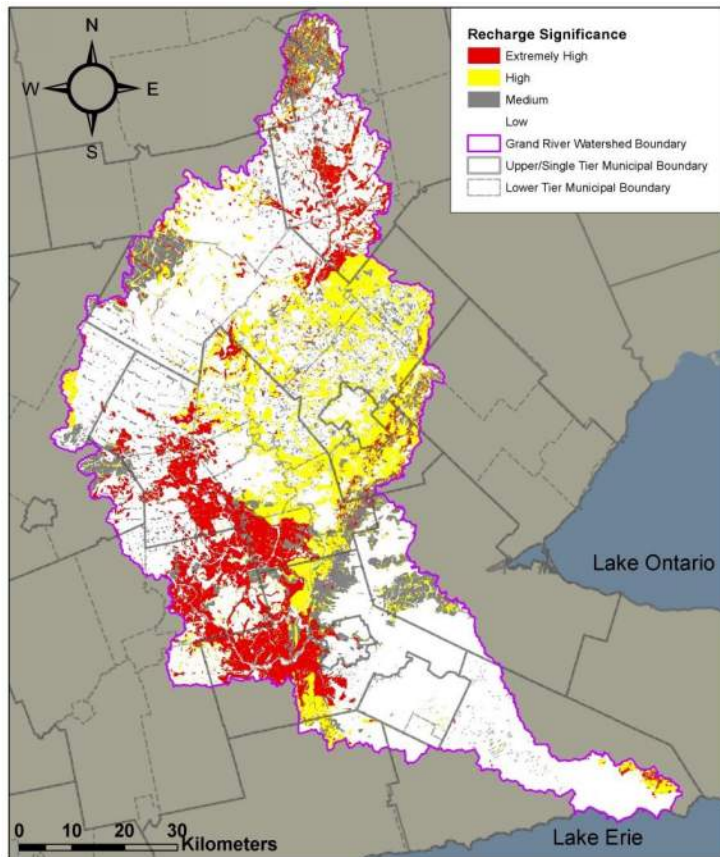 N
W E
S
Recharge Significance
Extremely High
High
Medium
Low
Grand River Watershed Boundary
Upper/Single Tier Municipal Boundary
Lower Tier Municipal Boundary
Lake Ontario
Lake Erie
0 5 10 20 30
Kilometers